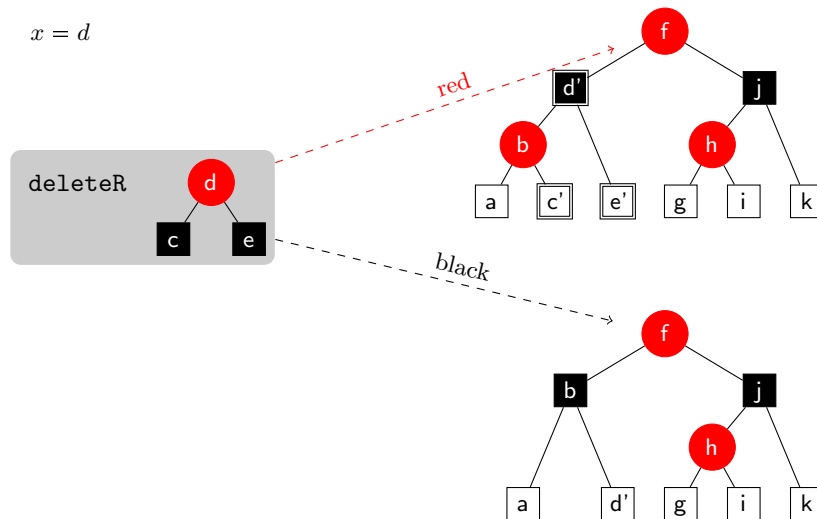 x = d
f
red
d'
j
b
h
deleteR
d
a
c'
e'
g
i
k
c
e
black
f
b
j
h
a
d'
g
i
k